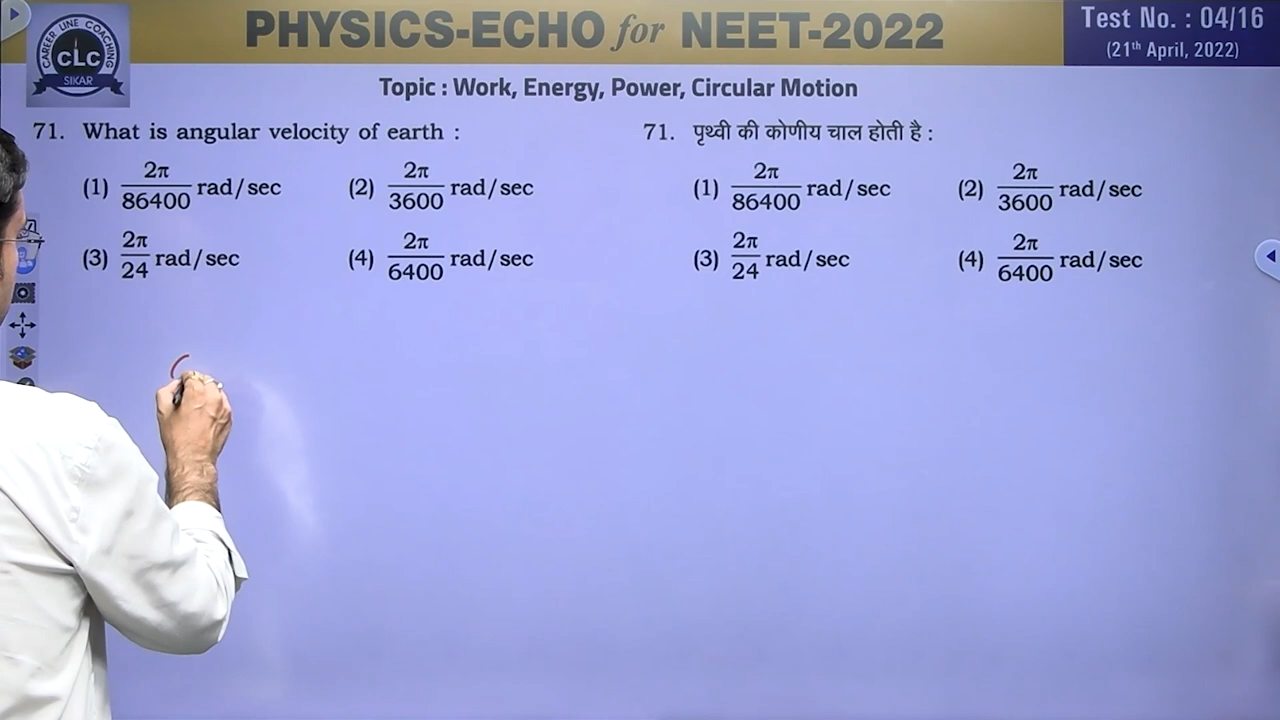 PHYSICS-ECHO for NEET-2022
Test No. : 04/16
(21th April, 2022)
CAREER LINE COACHING
CLC
SIKAR
Topic : Work, Energy, Power, Circular Motion
71. What is angular velocity of earth :
(1) 2π/86400 rad/sec (2) 2π/3600 rad/sec
(3) 2π/24 rad/sec (4) 2π/6400 rad/sec
71. पृथ्वी की कोणीय चाल होती है :
(1) 2π/86400 rad/sec (2) 2π/3600 rad/sec
(3) 2π/24 rad/sec (4) 2π/6400 rad/sec